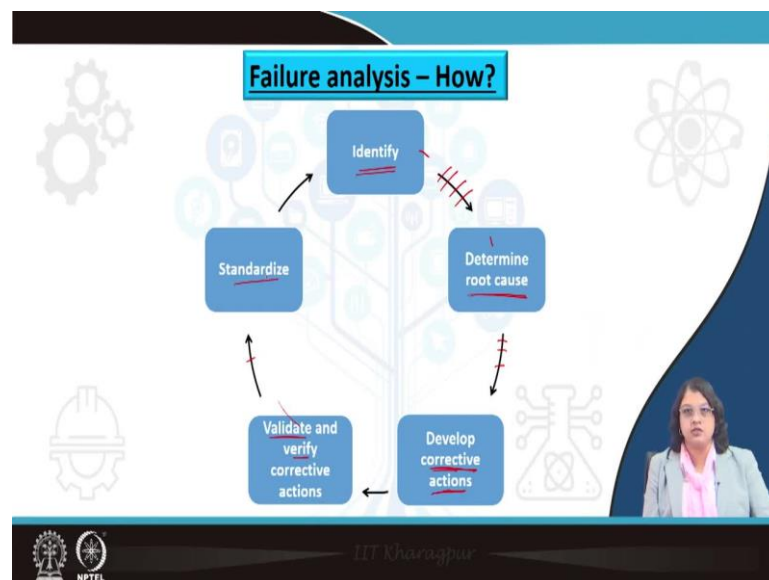 Failure analysis – How?
Identify
Determine
root cause
Develop
corrective
actions
Validate and
verify
corrective
actions
Standardize
IIT Kharagpur
NPTEL